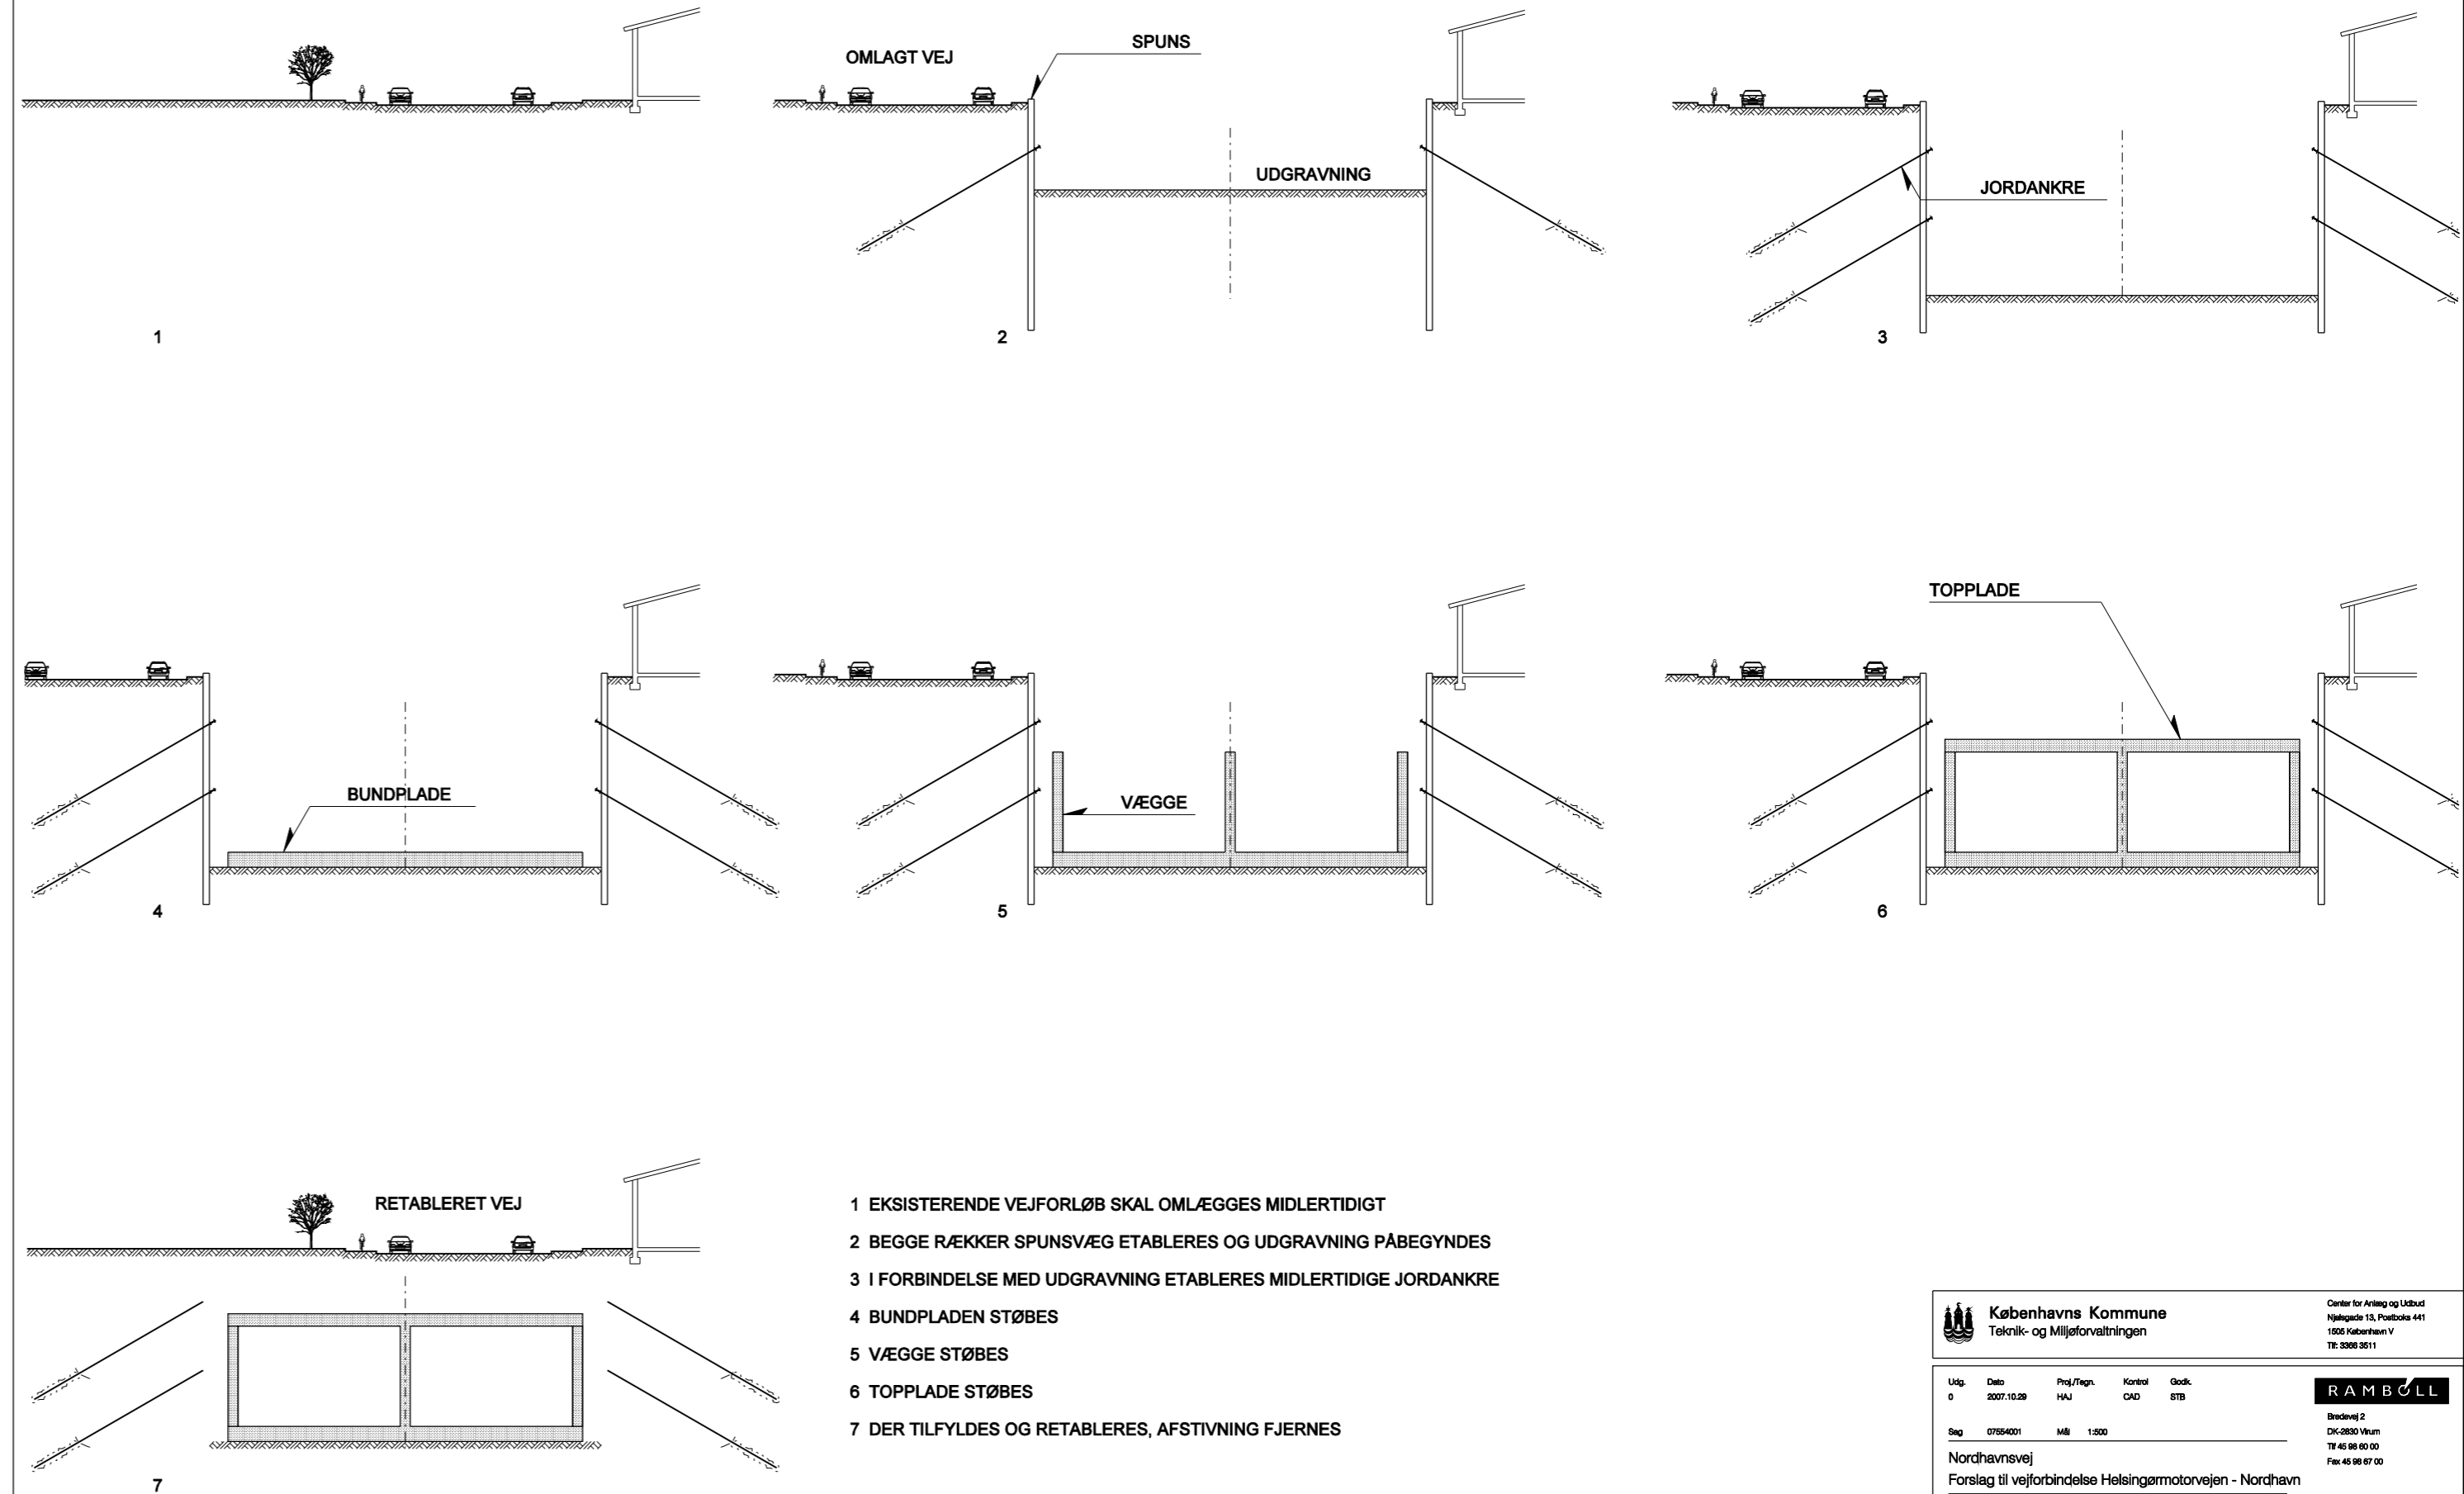 OMLAGT VEJ
SPUNS
UDGRAVNING
JORDANKRE
1
2
3
TOPPLADE
BUNDPLADE
VÆGGE
4
5
6
RETABLERET VEJ
7
1 EKSISTERENDE VEJFORLØB SKAL OMLÆGGES MIDLERTIDIGT
2 BEGGE RÆKKER SPUNSVÆG ETABLERES OG UDGRAVNING PÅBEGYNDES
3 I FORBINDELSE MED UDGRAVNING ETABLERES MIDLERTIDIGE JORDANKRE
4 BUNDPLADEN STØBES
5 VÆGGE STØBES
6 TOPPLADE STØBES
7 DER TILFYLDES OG RETABLERES, AFSTIVNING FJERNES
Københavns Kommune
Teknik- og Miljøforvaltningen
Center for Anlæg og Udbud
Njalsgade 13, Postboks 441
1505 København V
Tlf: 3366 3511
Udg. Dato Proj./Tegn. Kontrol Godk.
0 2007.10.29 HAJ CAD STB
Sag 07554001 Mål 1:500
RAMBØLL
Bredevej 2
DK-2830 Virum
Tlf 45 98 60 00
Fax 45 98 67 00
Nordhavnsvej
Forslag til vejforbindelse Helsingørmotorvejen - Nordhavn